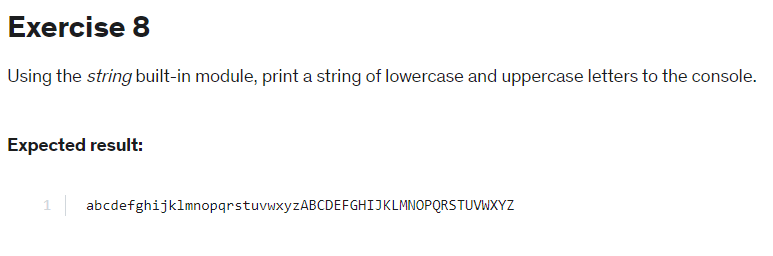 Exercise 8
Using the string built-in module, print a string of lowercase and uppercase letters to the console.
Expected result:
1 abcdefghijklmnopqrstuvwxyzABCDEFGHIJKLMNOPQRSTUVWXYZ